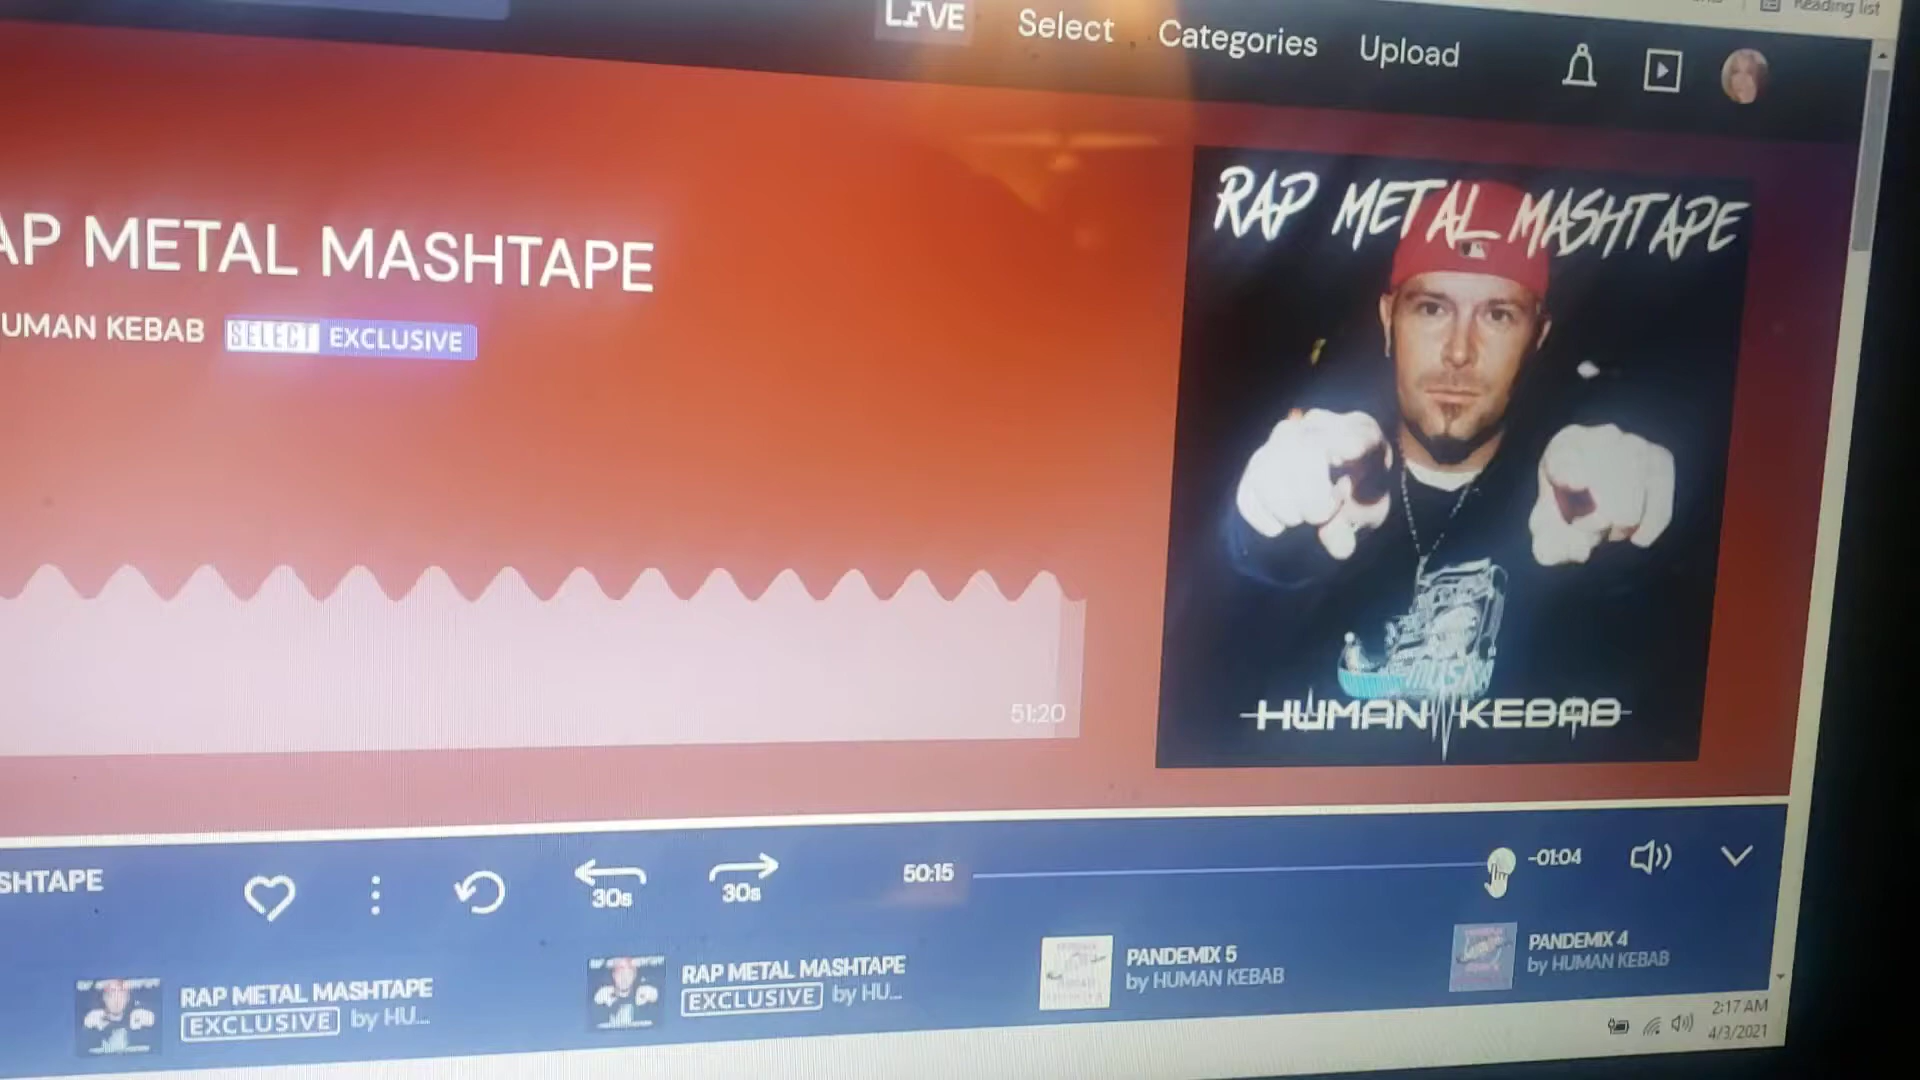 Reading list
LIVE Select Categories Upload
RAP METAL MASHTAPE
AP METAL MASHTAPE
UMAN KEBAB SELECT EXCLUSIVE
51:20
HUMAN KEBAB
SHTAPE 30s 30s 50:15 -01:04
RAP METAL MASHTAPE
EXCLUSIVE by HU...
RAP METAL MASHTAPE
EXCLUSIVE by HU...
PANDEMIX 5
by HUMAN KEBAB
PANDEMIX 4
by HUMAN KEBAB
2:17 AM
4/3/2021